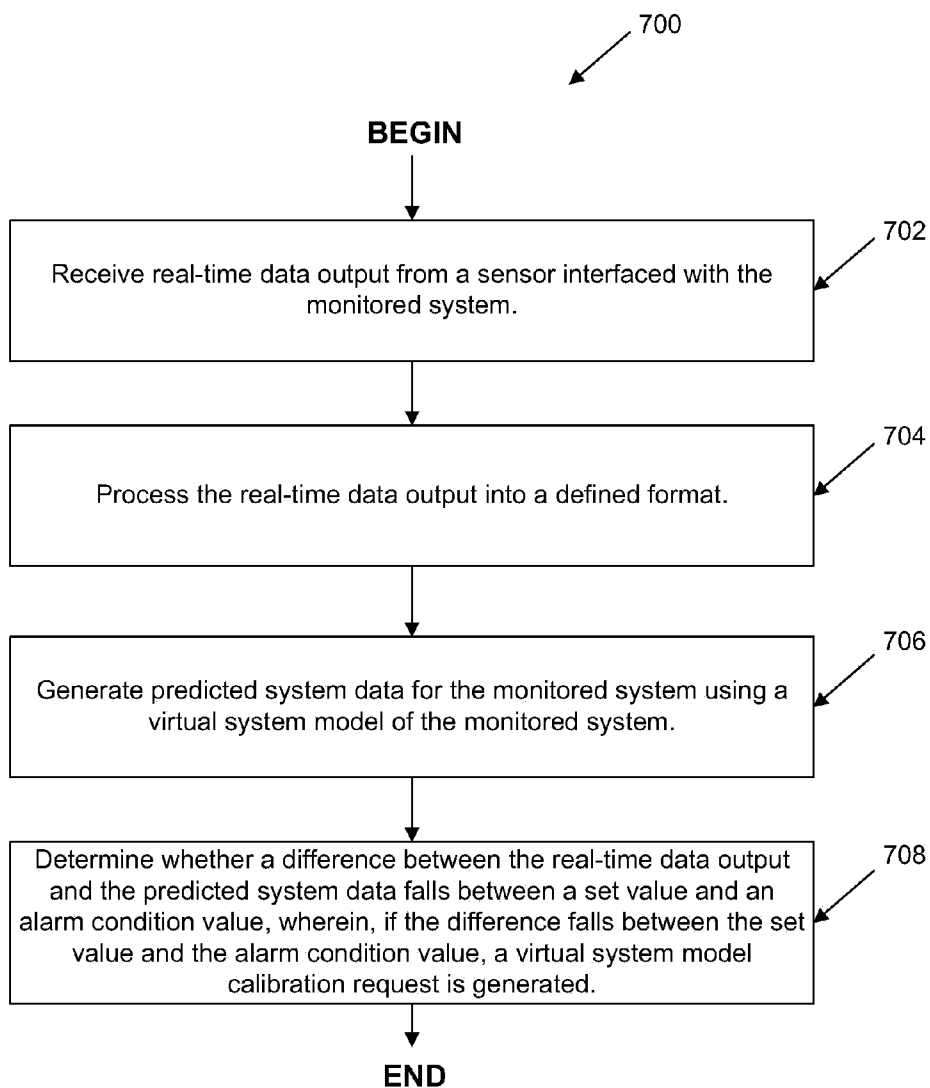 700
BEGIN
702
Receive real-time data output from a sensor interfaced with the
monitored system.
704
Process the real-time data output into a defined format.
706
Generate predicted system data for the monitored system using a
virtual system model of the monitored system.
708
Determine whether a difference between the real-time data output
and the predicted system data falls between a set value and an
alarm condition value, wherein, if the difference falls between the set
value and the alarm condition value, a virtual system model
calibration request is generated.
END